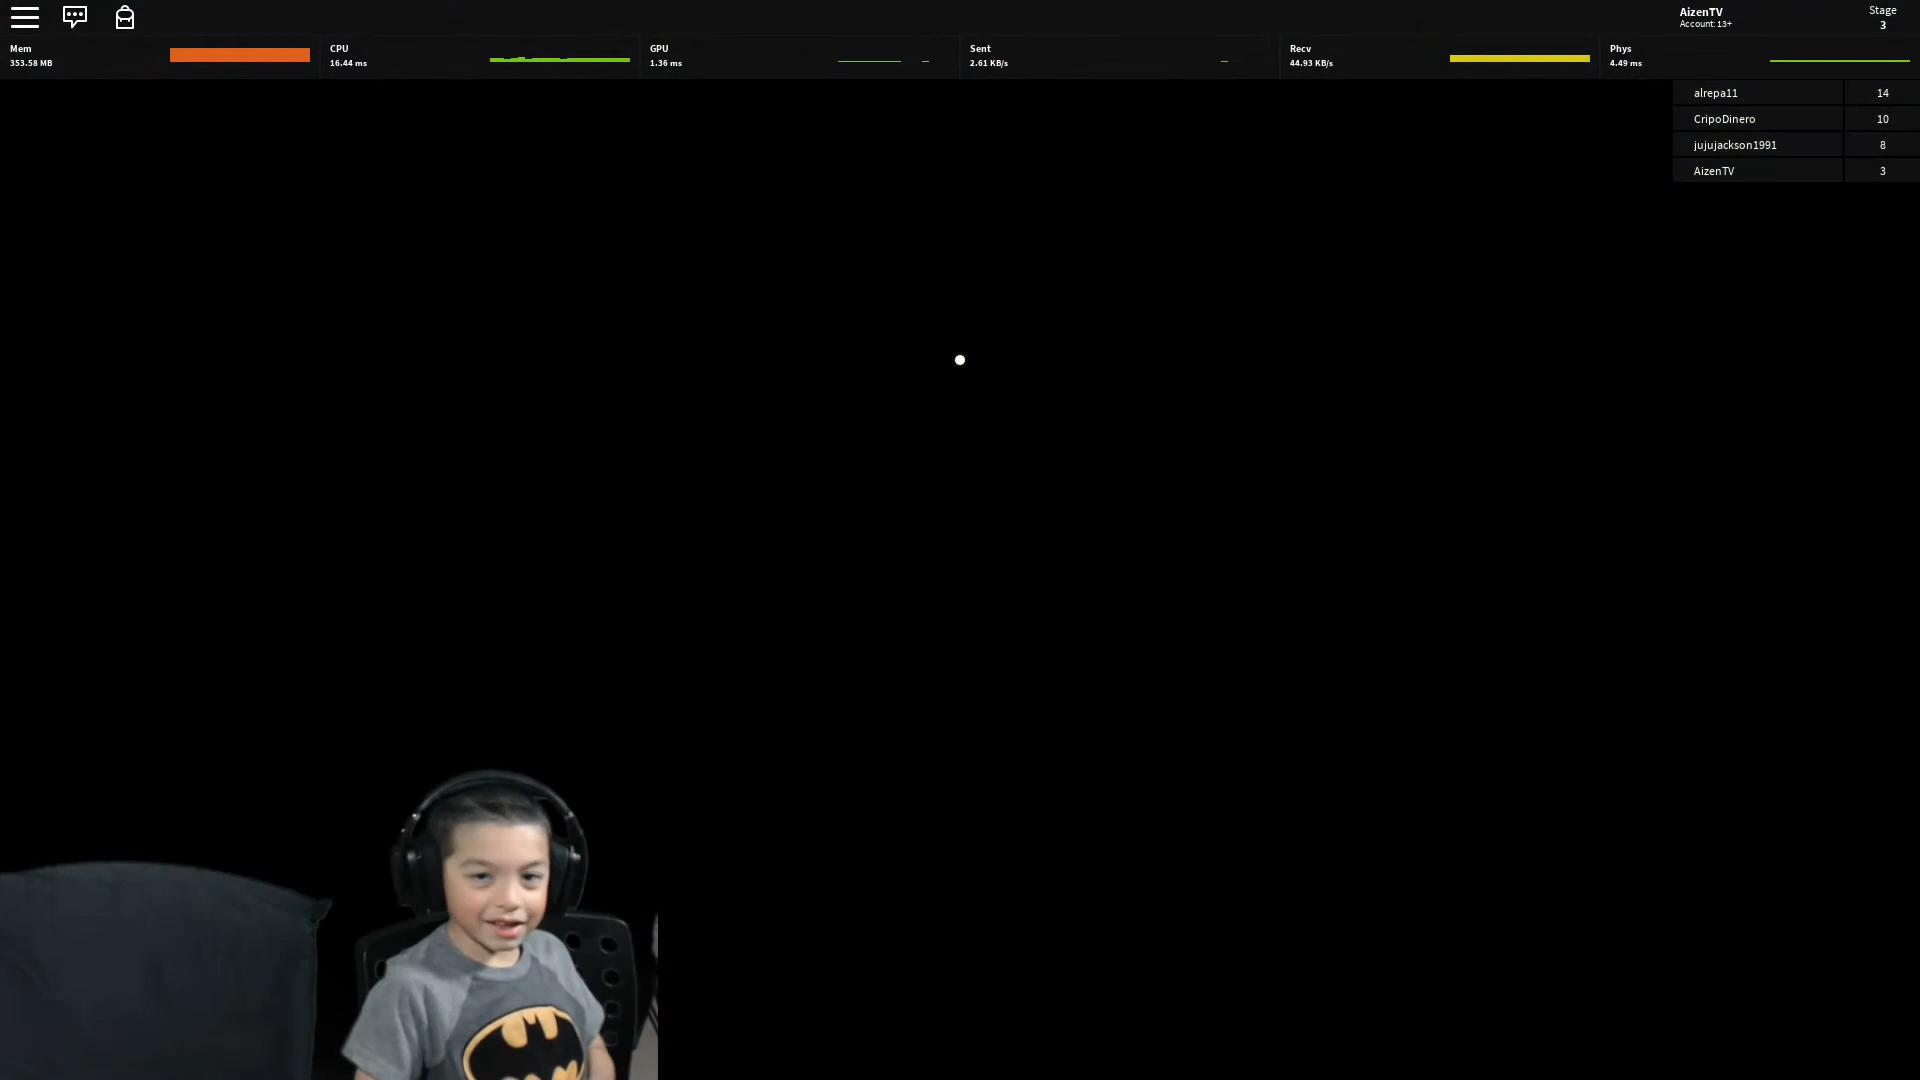 AizenTV
Account: 13+
Stage
3
Mem
353.58 MB
CPU
16.44 ms
GPU
1.36 ms
Sent
2.61 KB/s
Recv
44.93 KB/s
Phys
4.49 ms
alrepa11 14
CripoDinero 10
jujujackson1991 8
AizenTV 3